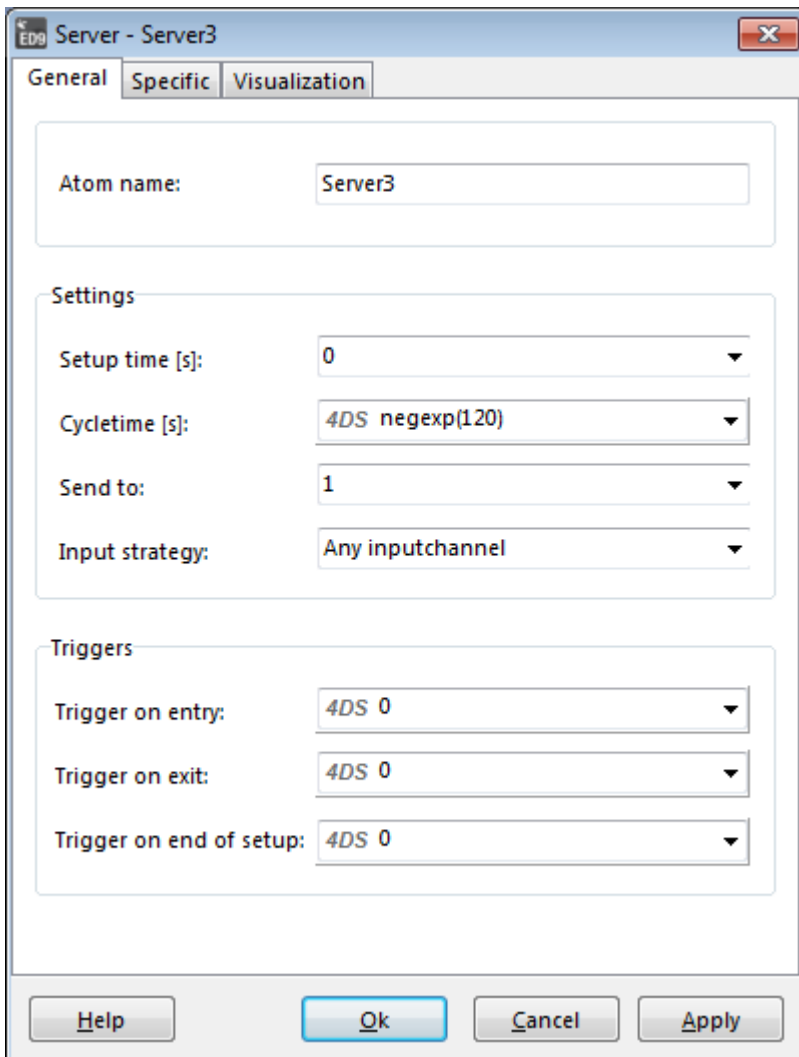 ED9 Server - Server3
General Specific Visualization
Atom name: Server3
Settings
Setup time [s]: 0
Cycletime [s]: 4DS negexp(120)
Send to: 1
Input strategy: Any inputchannel
Triggers
Trigger on entry: 4DS 0
Trigger on exit: 4DS 0
Trigger on end of setup: 4DS 0
Help Ok Cancel Apply